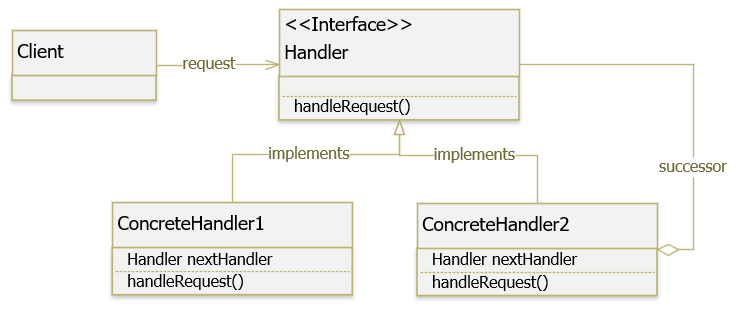 Client
request
<<Interface>>
Handler
handleRequest()
implements
implements
successor
ConcreteHandler1
Handler nextHandler
handleRequest()
ConcreteHandler2
Handler nextHandler
handleRequest()